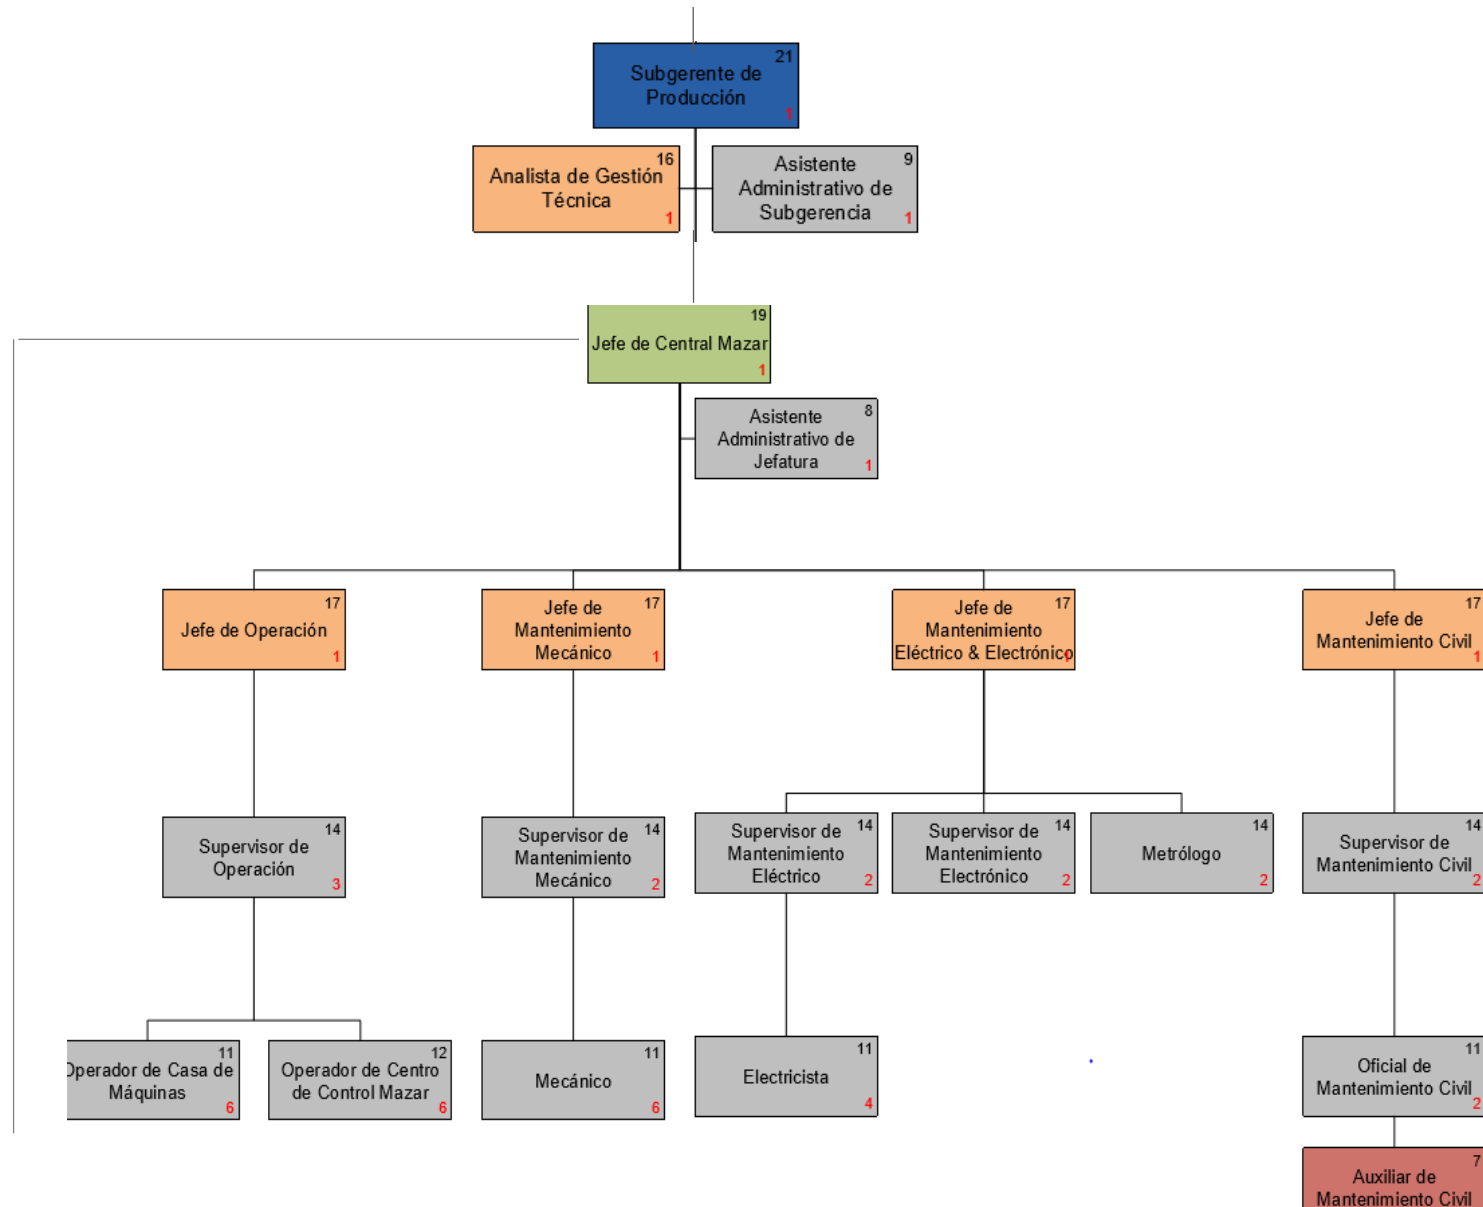 21
Subgerente de
Producción
1
16
Analista de Gestión
Técnica
1
9
Asistente
Administrativo de
Subgerencia
1
19
Jefe de Central Mazar
1
8
Asistente
Administrativo de
Jefatura
1
17
Jefe de Operación
1
17
Jefe de
Mantenimiento
Mecánico
1
17
Jefe de
Mantenimiento
Eléctrico & Electrónico
1
17
Jefe de
Mantenimiento Civil
1
14
Supervisor de
Operación
3
14
Supervisor de
Mantenimiento
Mecánico
2
14
Supervisor de
Mantenimiento
Eléctrico
2
14
Supervisor de
Mantenimiento
Electrónico
2
14
Metrólogo
2
14
Supervisor de
Mantenimiento Civil
2
11
Operador de Casa de
Máquinas
6
12
Operador de Centro
de Control Mazar
6
11
Mecánico
6
11
Electricista
4
11
Oficial de
Mantenimiento Civil
2
7
Auxiliar de
Mantenimiento Civil